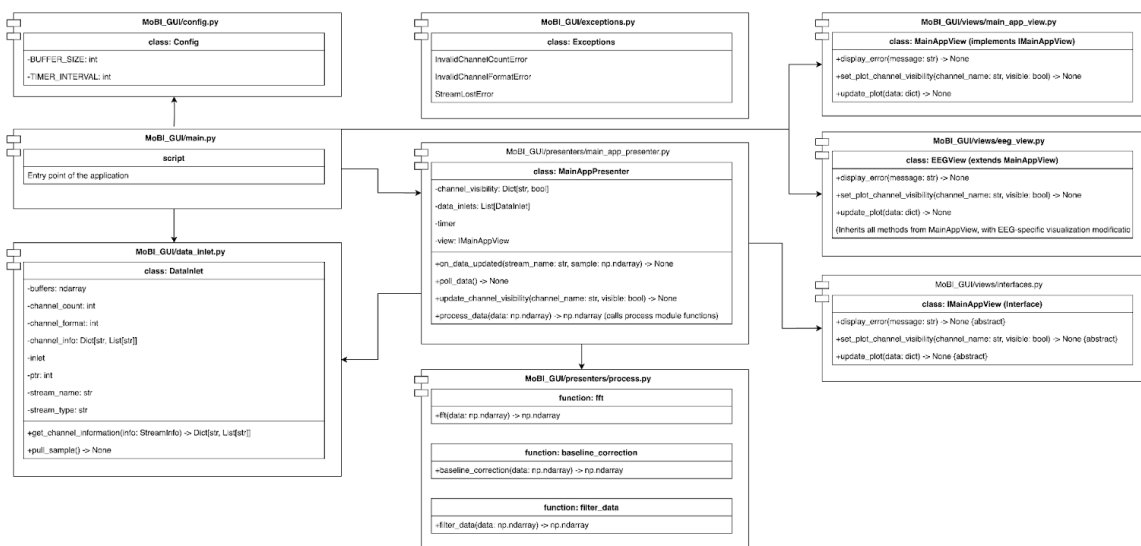 MoBI_GUI/config.py
class: Config
-BUFFER_SIZE: int
-TIMER_INTERVAL: int
MoBI_GUI/exceptions.py
class: Exceptions
InvalidChannelCountError
InvalidChannelFormatError
StreamLostError
MoBI_GUI/views/main_app_view.py
class: MainAppView (implements IMainAppView)
+display_error(message: str) -> None
+set_plot_channel_visibility(channel_name: str, visible: bool) -> None
+update_plot(data: dict) -> None
MoBI_GUI/main.py
script
Entry point of the application
MoBI_GUI/presenters/main_app_presenter.py
class: MainAppPresenter
-channel_visibility: Dict[str, bool]
-data_inlets: List[DataInlet]
-timer
-view: IMainAppView
+on_data_updated(stream_name: str, sample: np.ndarray) -> None
+poll_data() -> None
+update_channel_visibility(channel_name: str, visible: bool) -> None
+process_data(data: np.ndarray) -> np.ndarray (calls process module functions)
MoBI_GUI/views/eeg_view.py
class: EEGView (extends MainAppView)
+display_error(message: str) -> None
+set_plot_channel_visibility(channel_name: str, visible: bool) -> None
+update_plot(data: dict) -> None
(Inherits all methods from MainAppView, with EEG-specific visualization modificatio
MoBI_GUI/data_inlet.py
class: DataInlet
-buffers: ndarray
-channel_count: int
-channel_format: int
-channel_info: Dict[str, List[str]]
-inlet
-ptr: int
-stream_name: str
-stream_type: str
+get_channel_information(info: StreamInfo) -> Dict[str, List[str]]
+pull_sample() -> None
MoBI_GUI/views/interfaces.py
class: IMainAppView (Interface)
+display_error(message: str) -> None {abstract}
+set_plot_channel_visibility(channel_name: str, visible: bool) -> None {abstract}
+update_plot(data: dict) -> None {abstract}
MoBI_GUI/presenters/process.py
function: fft
+fft(data: np.ndarray) -> np.ndarray
function: baseline_correction
+baseline_correction(data: np.ndarray) -> np.ndarray
function: filter_data
+filter_data(data: np.ndarray) -> np.ndarray